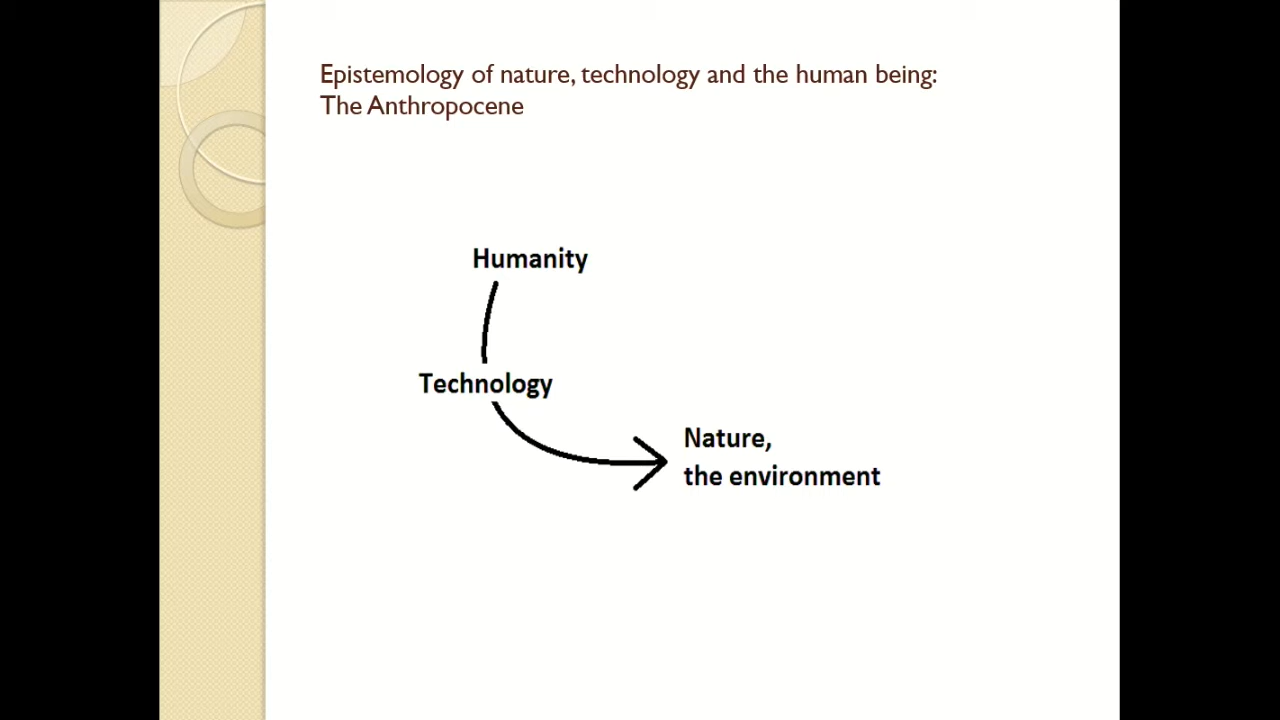 Epistemology of nature, technology and the human being:
The Anthropocene
Humanity
Technology
Nature,
the environment